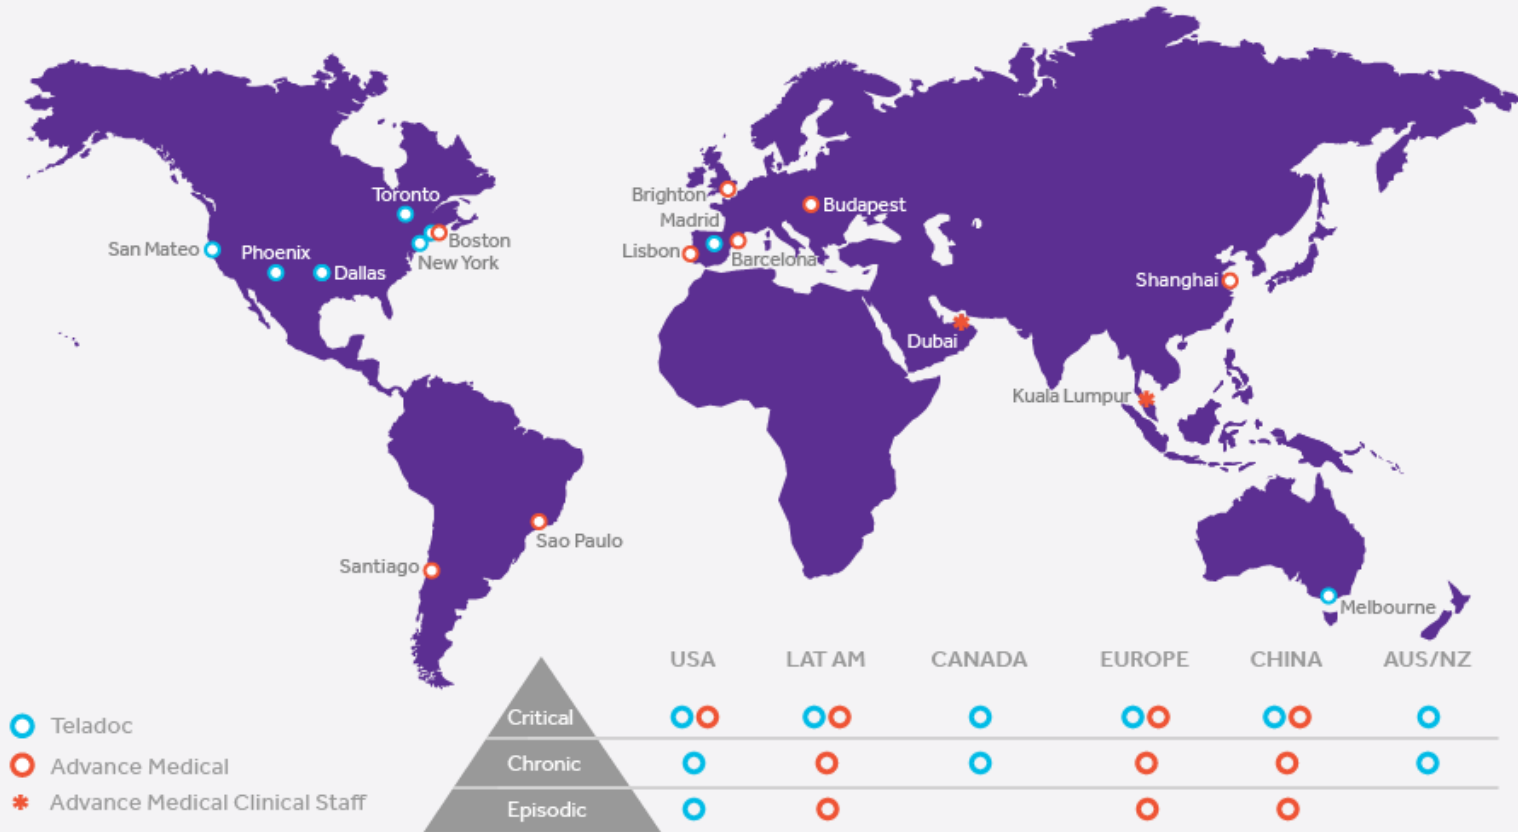 Toronto
Brighton
Madrid
Budapest
San Mateo
Phoenix
Boston
New York
Dallas
Lisbon
Barcelona
Shanghai
Dubai
Kuala Lumpur
Sao Paulo
Santiago
Melbourne
USA LAT AM CANADA EUROPE CHINA AUS/NZ
Critical
Chronic
Episodic
Teladoc
Advance Medical
Advance Medical Clinical Staff